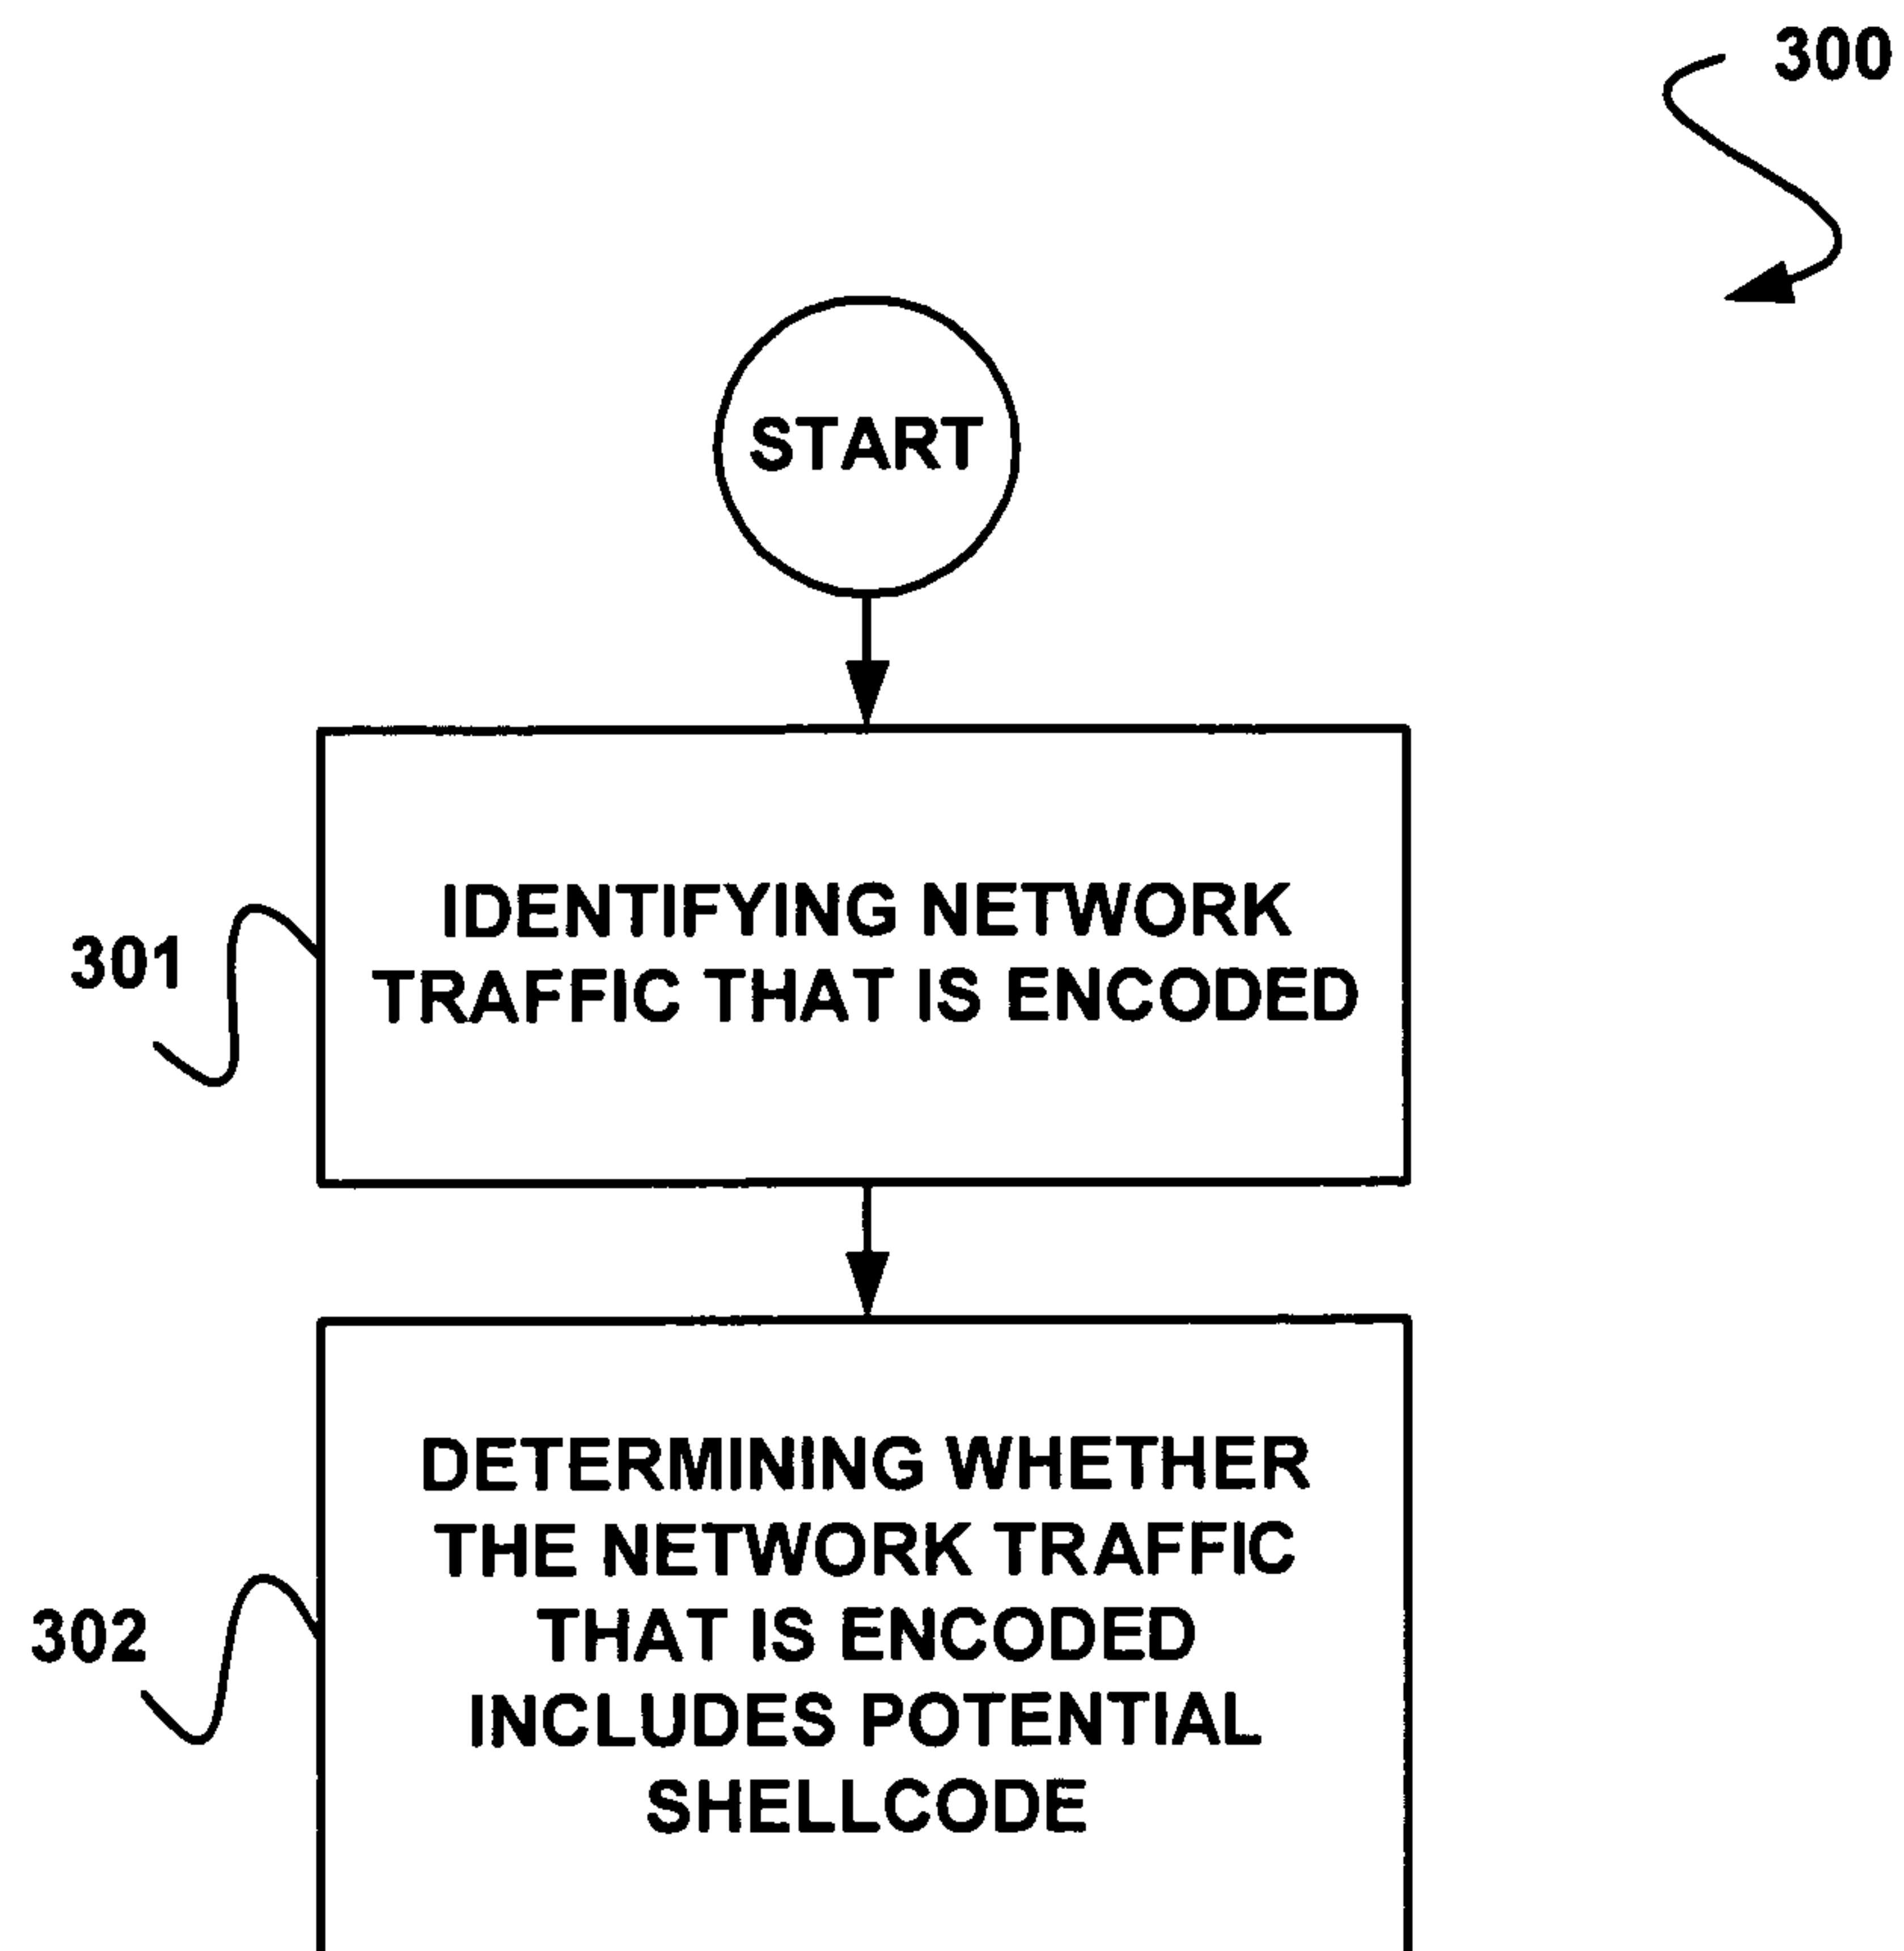 300
START
IDENTIFYING NETWORK
TRAFFIC THAT IS ENCODED
301
DETERMINING WHETHER
THE NETWORK TRAFFIC
THAT IS ENCODED
INCLUDES POTENTIAL
SHELLCODE
302